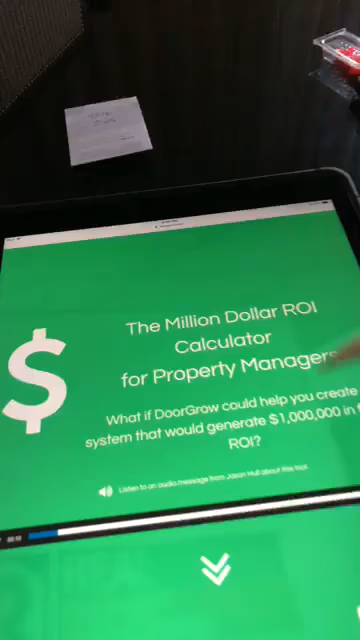 The Million Dollar ROI
Calculator
for Property Managers
$
What if DoorGrow could help you create
system that would generate $1,000,000 in
ROI?
Listen to an audio message from Jason Hull about this tool